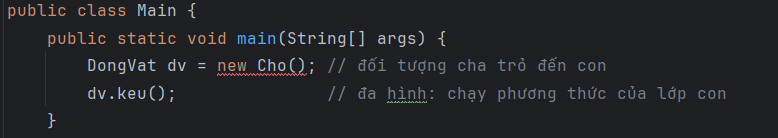 public class Main {
    public static void main(String[] args) {
        DongVat dv = new Cho(); // đối tượng cha trỏ đến con
        dv.keu();               // đa hình: chạy phương thức của lớp con
    }